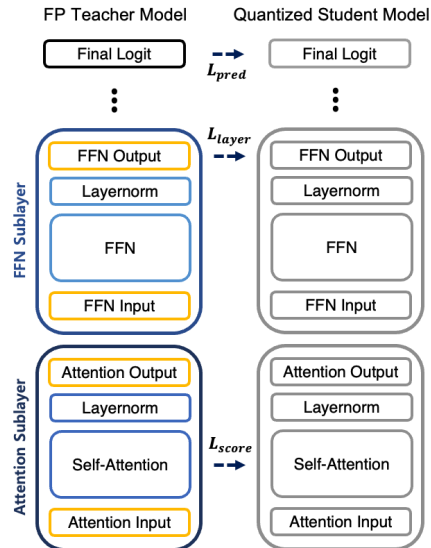 FP Teacher Model
Quantized Student Model
Final Logit
L_pred
Final Logit
FFN Sublayer
FFN Output
Layernorm
FFN
FFN Input
L_layer
FFN Output
Layernorm
FFN
FFN Input
Attention Sublayer
Attention Output
Layernorm
Self-Attention
Attention Input
L_score
Attention Output
Layernorm
Self-Attention
Attention Input